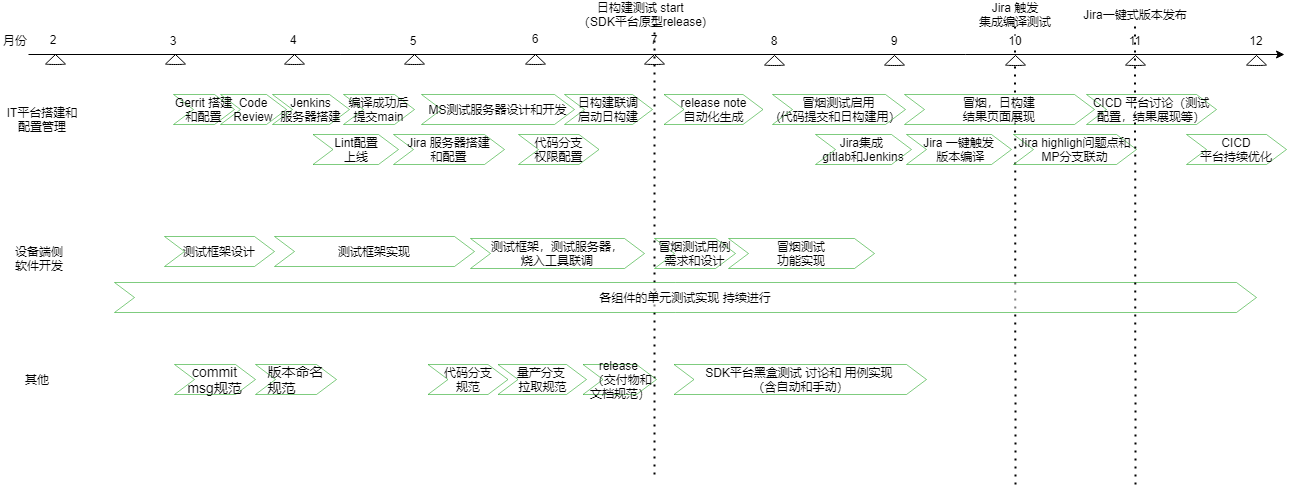 日构建测试 start
（SDK平台原型release）
Jira 触发
集成编译测试
Jira一键式版本发布
月份 2 3 4 5 6 7 8 9 10 11 12
IT平台搭建和
配置管理
Gerrit 搭建
和配置
Code
Review
Jenkins
服务器搭建
编译成功后
提交main
MS测试服务器设计和开发
日构建联调
启动日构建
release note
自动化生成
冒烟测试启用
（代码提交和日构建用）
冒烟，日构建
结果页面展现
CICD 平台讨论（测试
配置，结果展现等）
Lint配置
上线
Jira 服务器搭建
和配置
代码分支
权限配置
Jira集成
gitlab和Jenkins
Jira 一键触发
版本编译
Jira highligh问题点和
MP分支联动
CICD
平台持续优化
设备端侧
软件开发
测试框架设计
测试框架实现
测试框架，测试服务器，
烧入工具联调
冒烟测试用例
需求和设计
冒烟测试
功能实现
各组件的单元测试实现 持续进行
其他
commit
msg规范
版本命名
规范
代码分支
规范
量产分支
拉取规范
release
（交付物和
文档规范）
SDK平台黑盒测试 讨论和 用例实现
（含自动和手动）